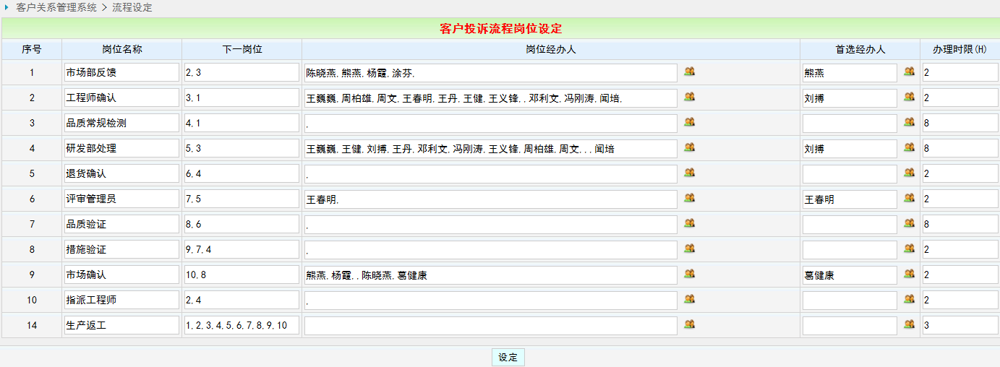 客户关系管理系统 > 流程设定
客户投诉流程岗位设定
序号 岗位名称 下一岗位 岗位经办人 首选经办人 办理时限(H)
1 市场部反馈 2,3 陈晓燕,熊燕,杨霞,涂芬, 熊燕 2
2 工程师确认 3,1 王巍巍,周柏雄,周文,王春明,王丹,王健,王义锋,,邓利文,冯刚涛,闻培, 刘搏 2
3 品质常规检测 4,1 , 8
4 研发部处理 5,3 王巍巍,王健,刘搏,王丹,邓利文,冯刚涛,王义锋,周柏雄,周文,,,闻培 刘搏 8
5 退货确认 6,4 , 2
6 评审管理员 7,5 王春明, 王春明 2
7 品质验证 8,6 , 8
8 措施验证 9,7,4 , 2
9 市场确认 10,8 熊燕,杨霞,,陈晓燕,葛健康 葛健康 2
10 指派工程师 2,4 , 2
14 生产返工 1,2,3,4,5,6,7,8,9,10 3
设定